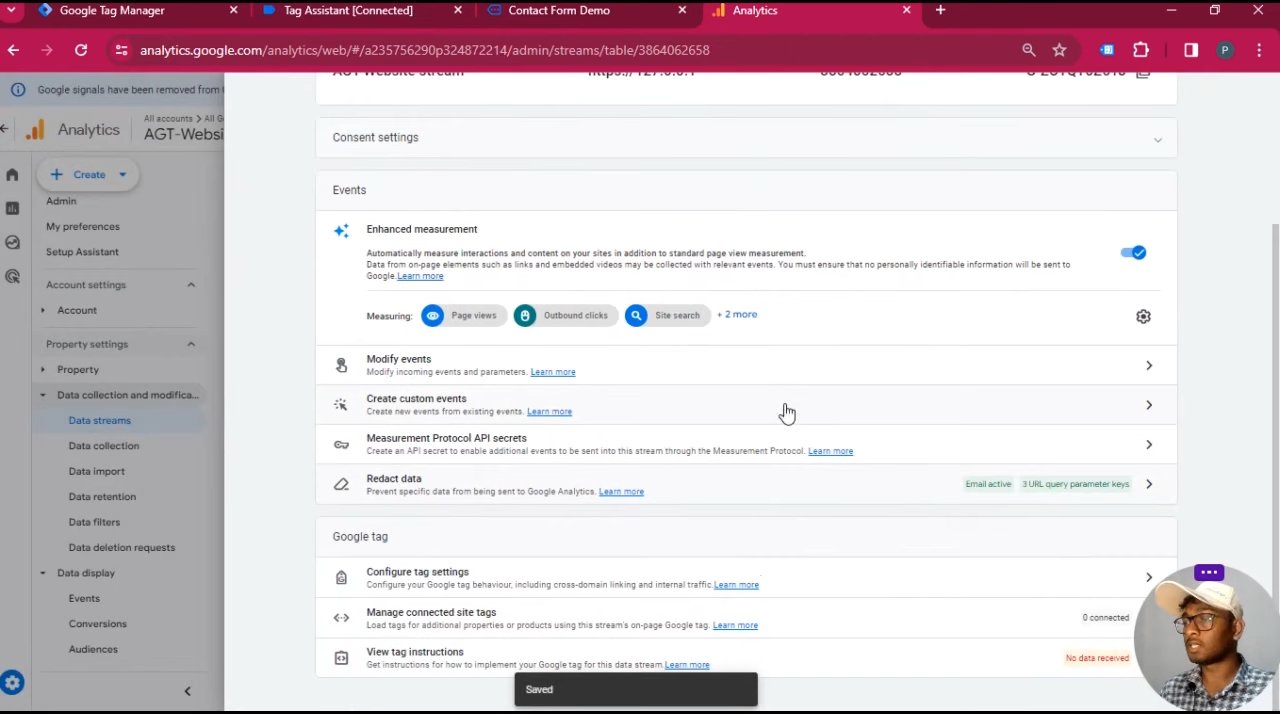 Google Tag Manager
Tag Assistant [Connected]
Contact Form Demo
Analytics
analytics.google.com/analytics/web/#/a235756290p324872214/admin/streams/table/3864062658
P
Google signals have been removed from
Analytics
All accounts > All G
AGT-Websi
Create
Admin
My preferences
Setup Assistant
Account settings
Account
Property settings
Property
Data collection and modifica...
Data streams
Data collection
Data import
Data retention
Data filters
Data deletion requests
Data display
Events
Conversions
Audiences
Consent settings
Events
Enhanced measurement
Automatically measure interactions and content on your sites in addition to standard page view measurement.
Data from on-page elements such as links and embedded videos may be collected with relevant events. You must ensure that no personally identifiable information will be sent to
Google.Learn more
Measuring: Page views Outbound clicks Site search + 2 more
Modify events
Modify incoming events and parameters. Learn more
Create custom events
Create new events from existing events. Learn more
Measurement Protocol API secrets
Create an API secret to enable additional events to be sent into this stream through the Measurement Protocol. Learn more
Redact data
Prevent specific data from being sent to Google Analytics. Learn more
Email active 3 URL query parameter keys
Google tag
Configure tag settings
Configure your Google tag behaviour, including cross-domain linking and internal traffic.Learn more
Manage connected site tags
Load tags for additional properties or products using this stream's on-page Google tag. Learn more
0 connected
View tag instructions
Get instructions for how to implement your Google tag for this data stream.Learn more
No data received
Saved